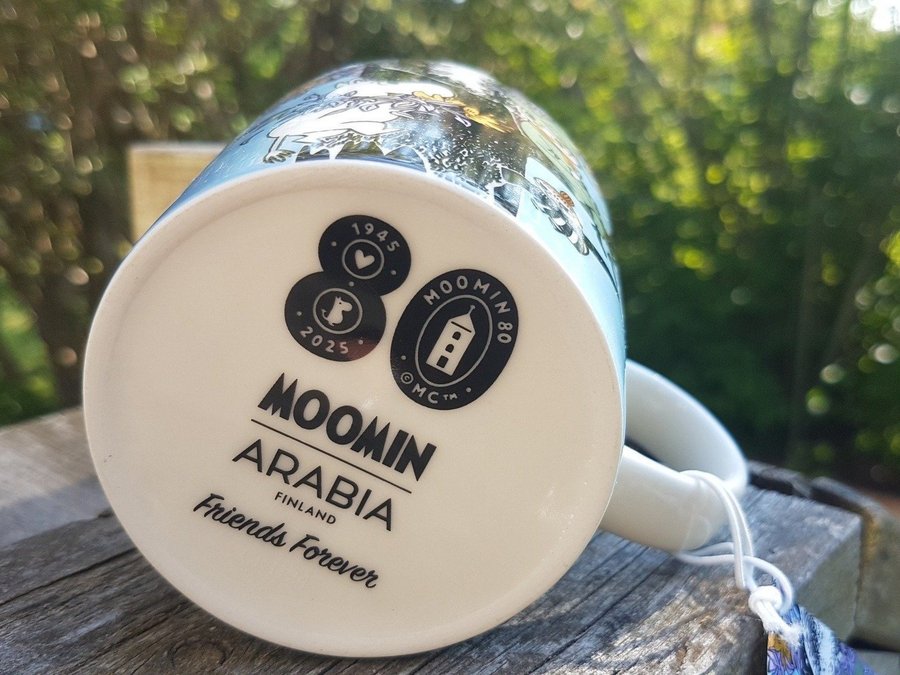 1945
2025
MOOMIN 80
©MC™
MOOMIN
ARABIA
FINLAND
Friends Forever